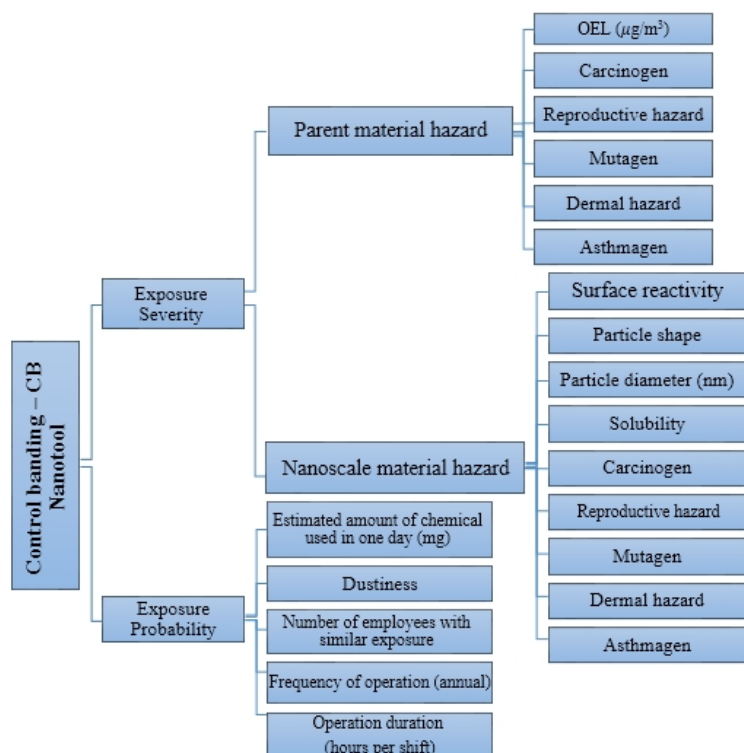 Control banding – CB
Nanotool
Exposure
Severity
Parent material hazard
OEL (µg/m³)
Carcinogen
Reproductive hazard
Mutagen
Dermal hazard
Asthmagen
Nanoscale material hazard
Surface reactivity
Particle shape
Particle diameter (nm)
Solubility
Carcinogen
Reproductive hazard
Mutagen
Dermal hazard
Asthmagen
Exposure
Probability
Estimated amount of chemical
used in one day (mg)
Dustiness
Number of employees with
similar exposure
Frequency of operation (annual)
Operation duration
(hours per shift)